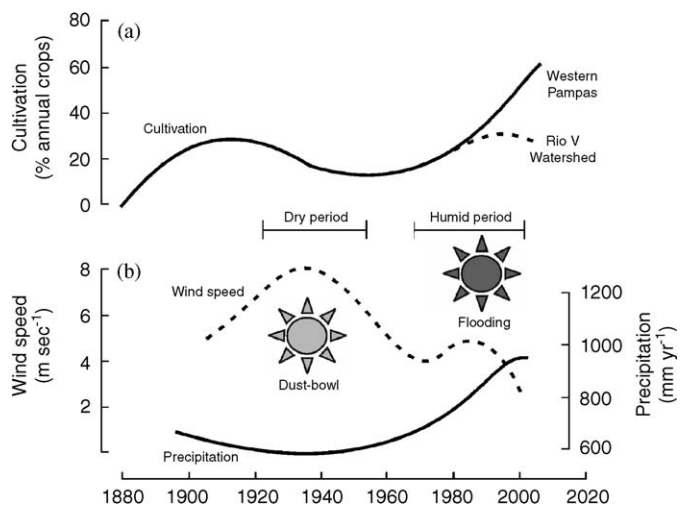 (a)
Cultivation
(% annual crops)
80
60
40
20
0
Cultivation
Western
Pampas
Rio V
Watershed
Dry period
Humid period
(b)
Wind speed
(m sec⁻¹)
8
6
4
2
Wind speed
Dust-bowl
Flooding
Precipitation
1200
1000
800
600
Precipitation
(mm yr⁻¹)
1880 1900 1920 1940 1960 1980 2000 2020